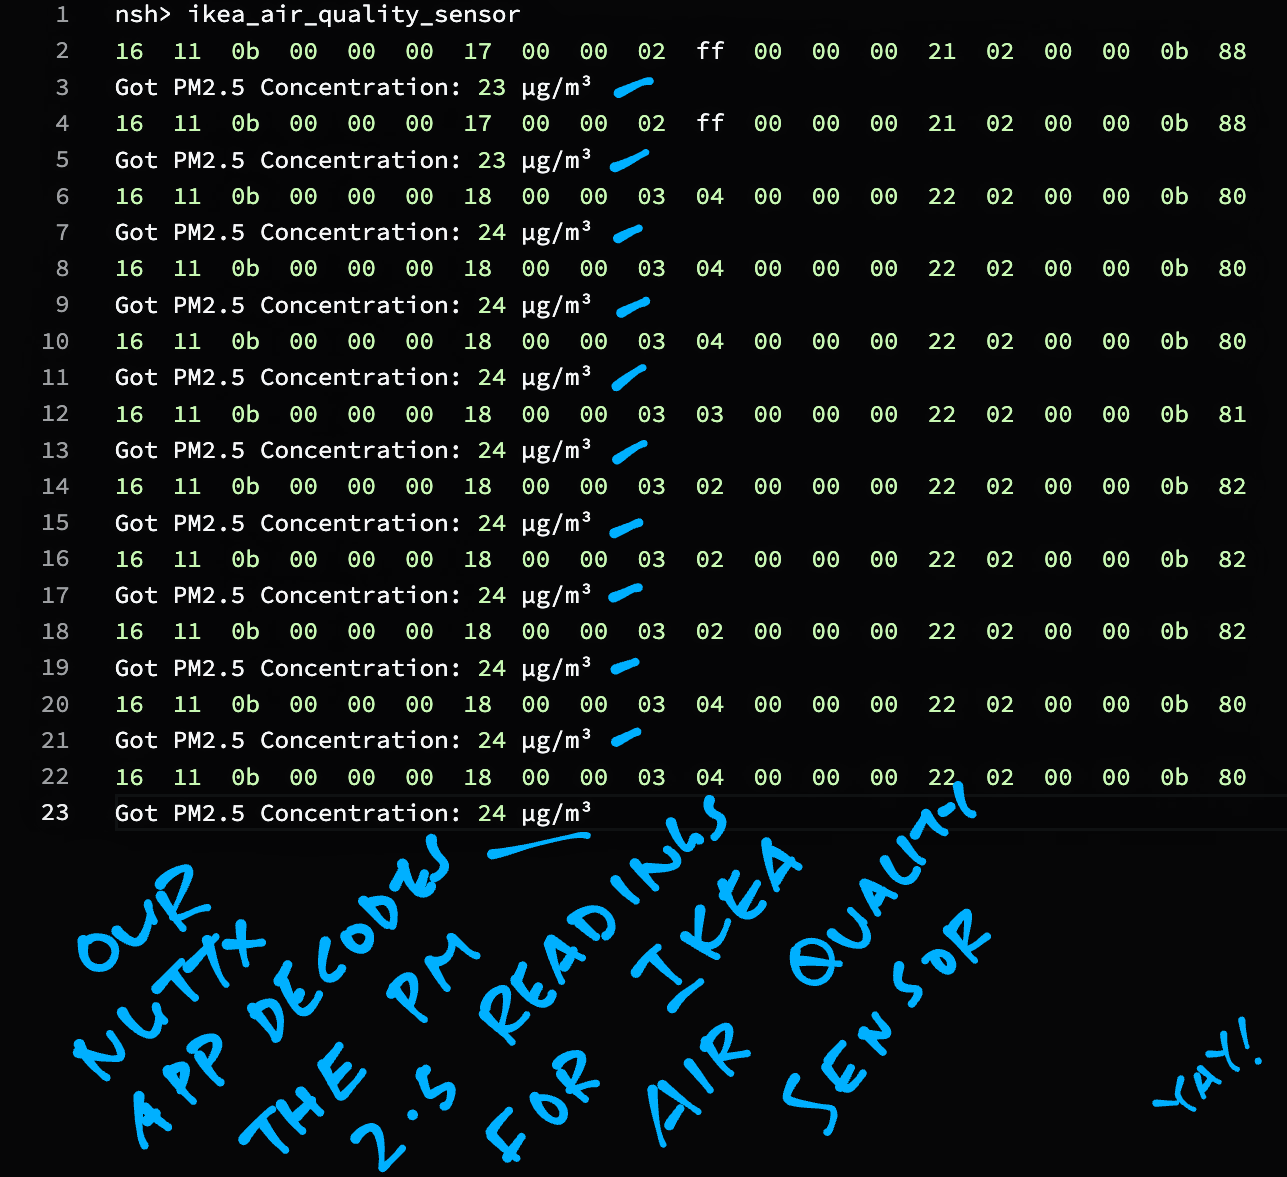 1 nsh> ikea_air_quality_sensor
2 16 11 0b 00 00 00 17 00 00 02 ff 00 00 00 21 02 00 00 0b 88
3 Got PM2.5 Concentration: 23 µg/m³
4 16 11 0b 00 00 00 17 00 00 02 ff 00 00 00 21 02 00 00 0b 88
5 Got PM2.5 Concentration: 23 µg/m³
6 16 11 0b 00 00 00 18 00 00 03 04 00 00 00 22 02 00 00 0b 80
7 Got PM2.5 Concentration: 24 µg/m³
8 16 11 0b 00 00 00 18 00 00 03 04 00 00 00 22 02 00 00 0b 80
9 Got PM2.5 Concentration: 24 µg/m³
10 16 11 0b 00 00 00 18 00 00 03 04 00 00 00 22 02 00 00 0b 80
11 Got PM2.5 Concentration: 24 µg/m³
12 16 11 0b 00 00 00 18 00 00 03 03 00 00 00 22 02 00 00 0b 81
13 Got PM2.5 Concentration: 24 µg/m³
14 16 11 0b 00 00 00 18 00 00 03 02 00 00 00 22 02 00 00 0b 82
15 Got PM2.5 Concentration: 24 µg/m³
16 16 11 0b 00 00 00 18 00 00 03 02 00 00 00 22 02 00 00 0b 82
17 Got PM2.5 Concentration: 24 µg/m³
18 16 11 0b 00 00 00 18 00 00 03 02 00 00 00 22 02 00 00 0b 82
19 Got PM2.5 Concentration: 24 µg/m³
20 16 11 0b 00 00 00 18 00 00 03 04 00 00 00 22 02 00 00 0b 80
21 Got PM2.5 Concentration: 24 µg/m³
22 16 11 0b 00 00 00 18 00 00 03 04 00 00 00 22 02 00 00 0b 80
23 Got PM2.5 Concentration: 24 µg/m³
OUR
NUTTX
APP DECODES
THE PM
2.5 READINGS
FOR IKEA
AIR QUALITY
SENSOR
YAY!